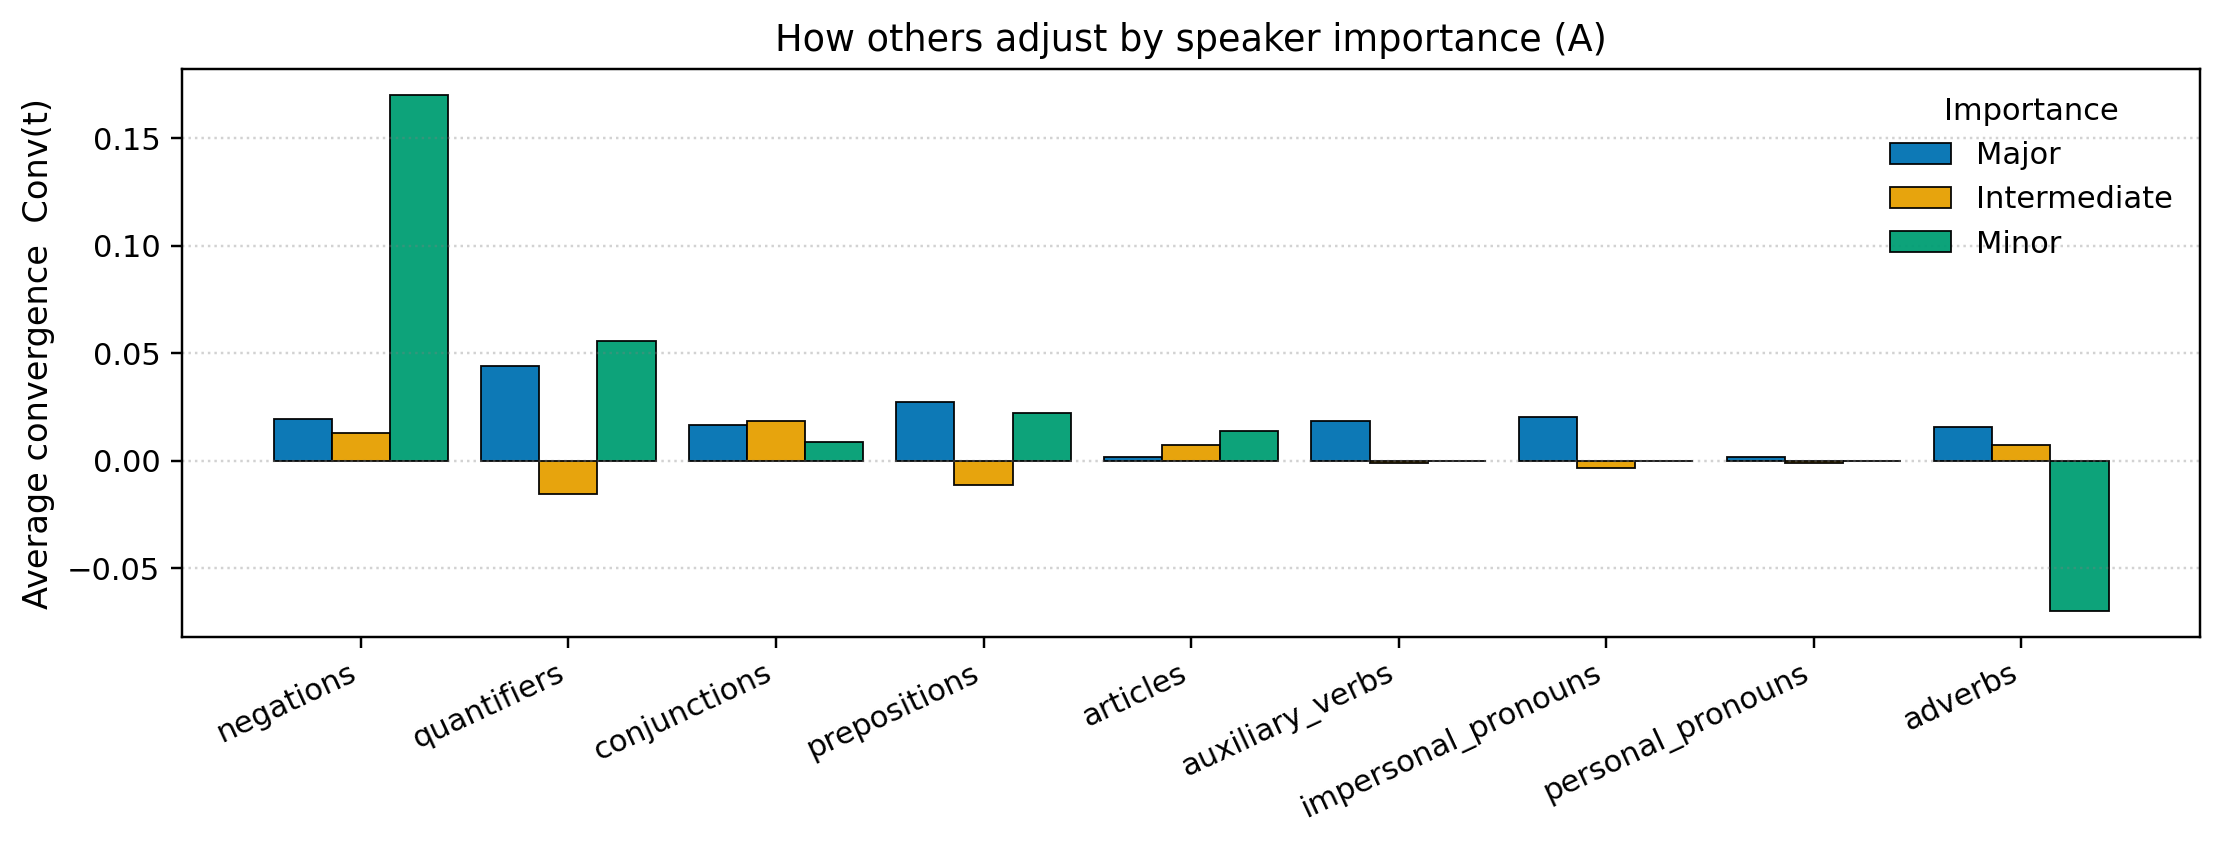 How others adjust by speaker importance (A)
Average convergence Conv(t)
0.15
0.10
0.05
0.00
−0.05
Importance
Major
Intermediate
Minor
negations
quantifiers
conjunctions
prepositions
articles
auxiliary_verbs
impersonal_pronouns
personal_pronouns
adverbs